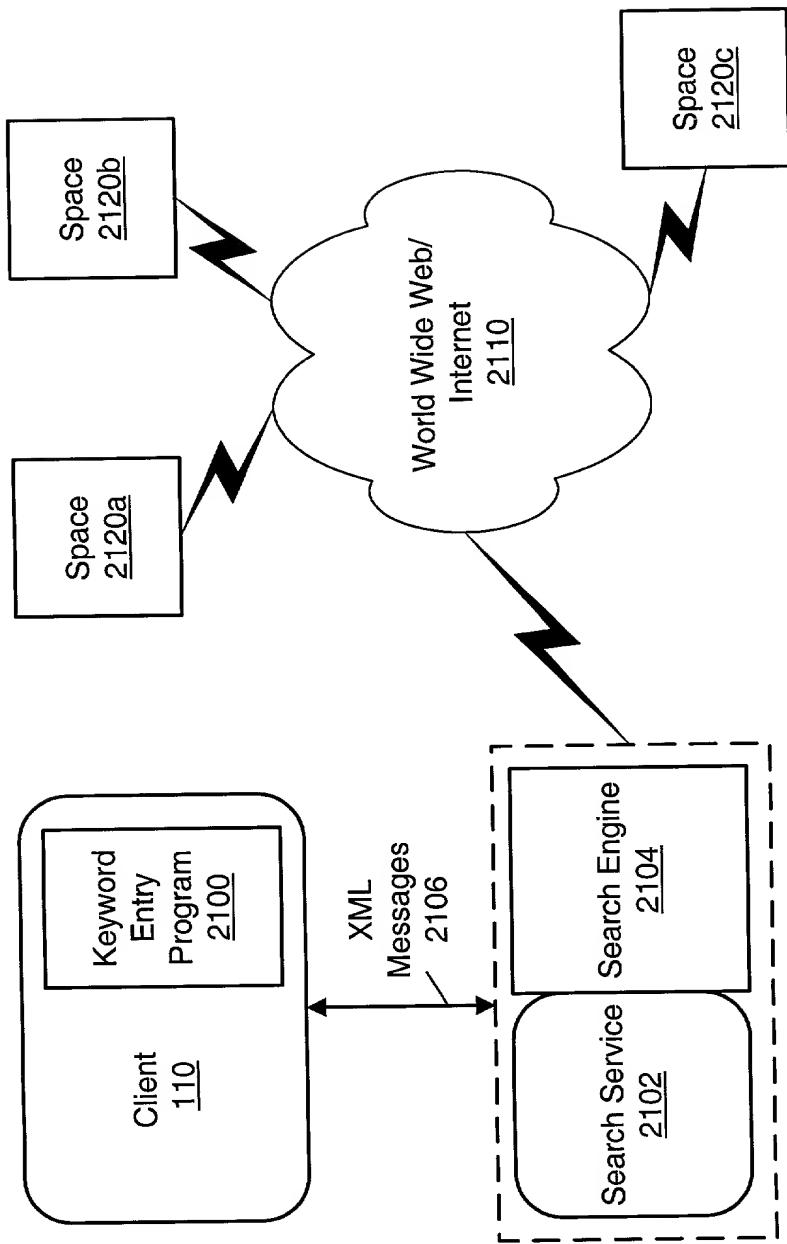 Client
110
Keyword
Entry
Program
2100
XML
Messages
2106
Search Service
2102
Search Engine
2104
Space
2120a
Space
2120b
World Wide Web/
Internet
2110
Space
2120c